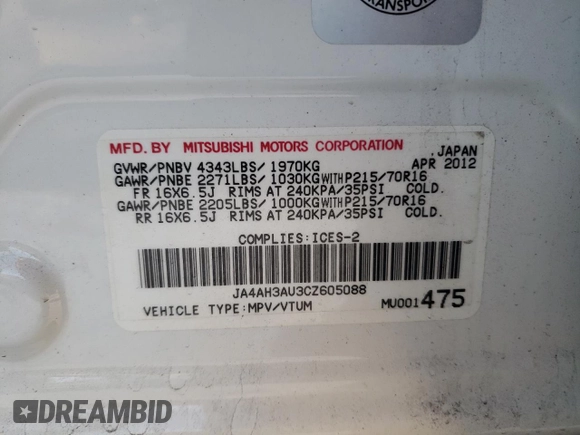 TRANSPORT
MFD. BY MITSUBISHI MOTORS CORPORATION , JAPAN
GVWR/PNBV 4343LBS/ 1970KG APR 2012
GAWR/PNBE 2271LBS/ 1030KG WITH P215/70R16
FR 16X6.5J RIMS AT 240KPA/35PSI COLD.
GAWR/PNBE 2205LBS/ 1000KG WITH P215/70R16
RR 16X6.5J RIMS AT 240KPA/35PSI COLD.
COMPLIES:ICES-2
JA4AH3AU3CZ605088
VEHICLE TYPE:MPV/VTUM MU001475
DREAMBID